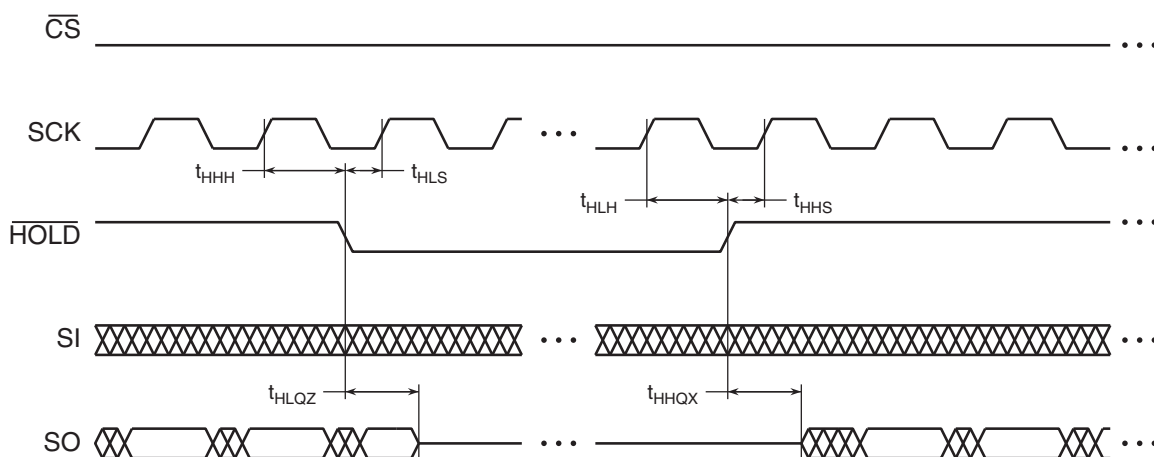 CS
SCK
tHHH
tHLS
tHLH
tHHS
HOLD
SI
tHLQZ
tHHQX
SO